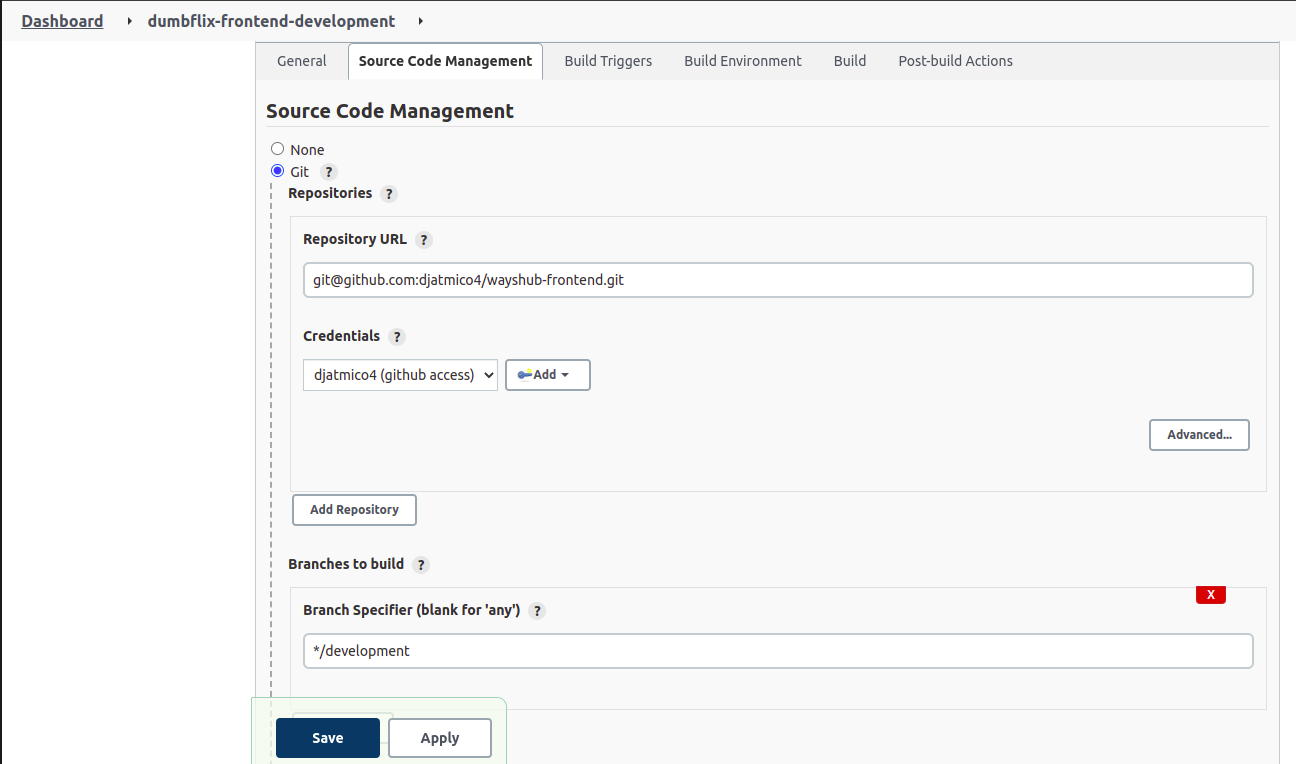 Dashboard dumbflix-frontend-development
General Source Code Management Build Triggers Build Environment Build Post-build Actions
Source Code Management
None
Git ?
Repositories ?
Repository URL ?
git@github.com:djatmico4/wayshub-frontend.git
Credentials ?
djatmico4 (github access) Add
Advanced...
Add Repository
Branches to build ?
X
Branch Specifier (blank for 'any') ?
*/development
Save Apply